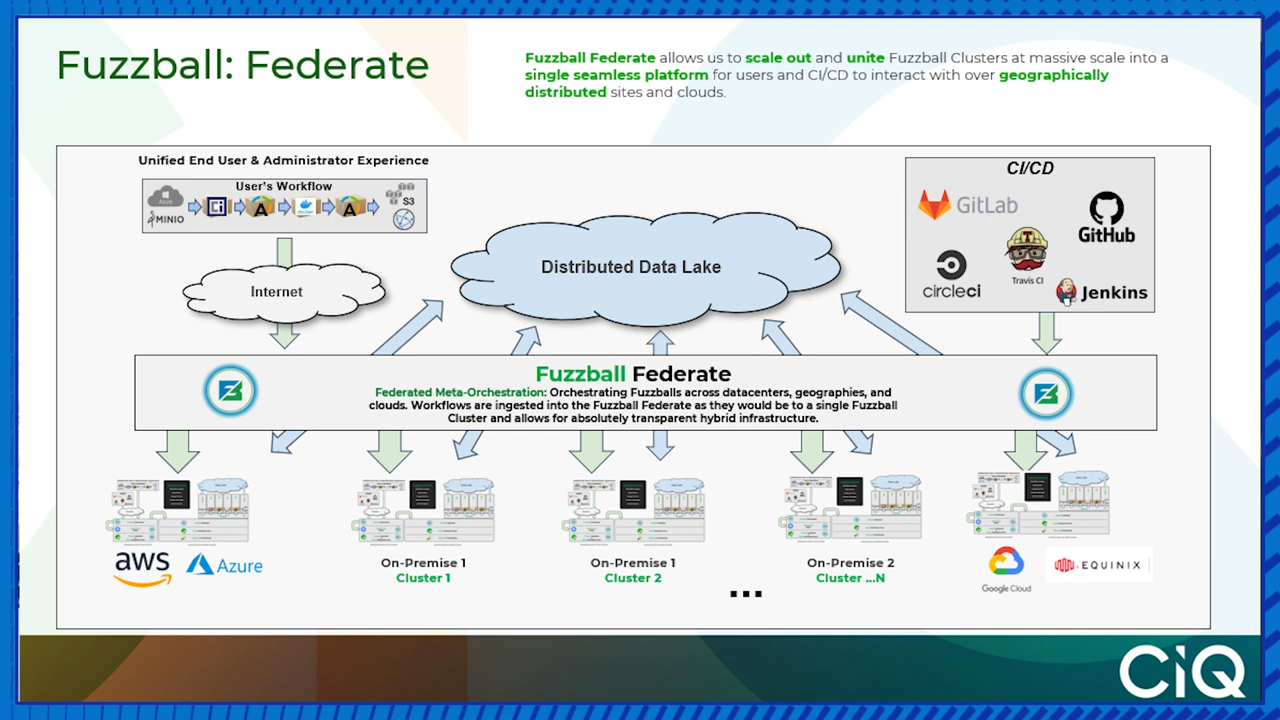 Fuzzball: Federate
Fuzzball Federate allows us to scale out and unite Fuzzball Clusters at massive scale into a
single seamless platform for users and CI/CD to interact with over geographically
distributed sites and clouds.
Unified End User & Administrator Experience
User's Workflow
Azure
MINIO
Ci
docker
S3
Internet
Distributed Data Lake
CI/CD
GitLab
GitHub
circleci
Travis CI
Jenkins
Fuzzball Federate
Federated Meta-Orchestration: Orchestrating Fuzzballs across datacenters, geographies, and
clouds. Workflows are ingested into the Fuzzball Federate as they would be to a single Fuzzball
Cluster and allows for absolutely transparent hybrid infrastructure.
aws
Azure
On-Premise 1
Cluster 1
On-Premise 1
Cluster 2
...
On-Premise 2
Cluster ...N
Google Cloud
EQUINIX
CiQ